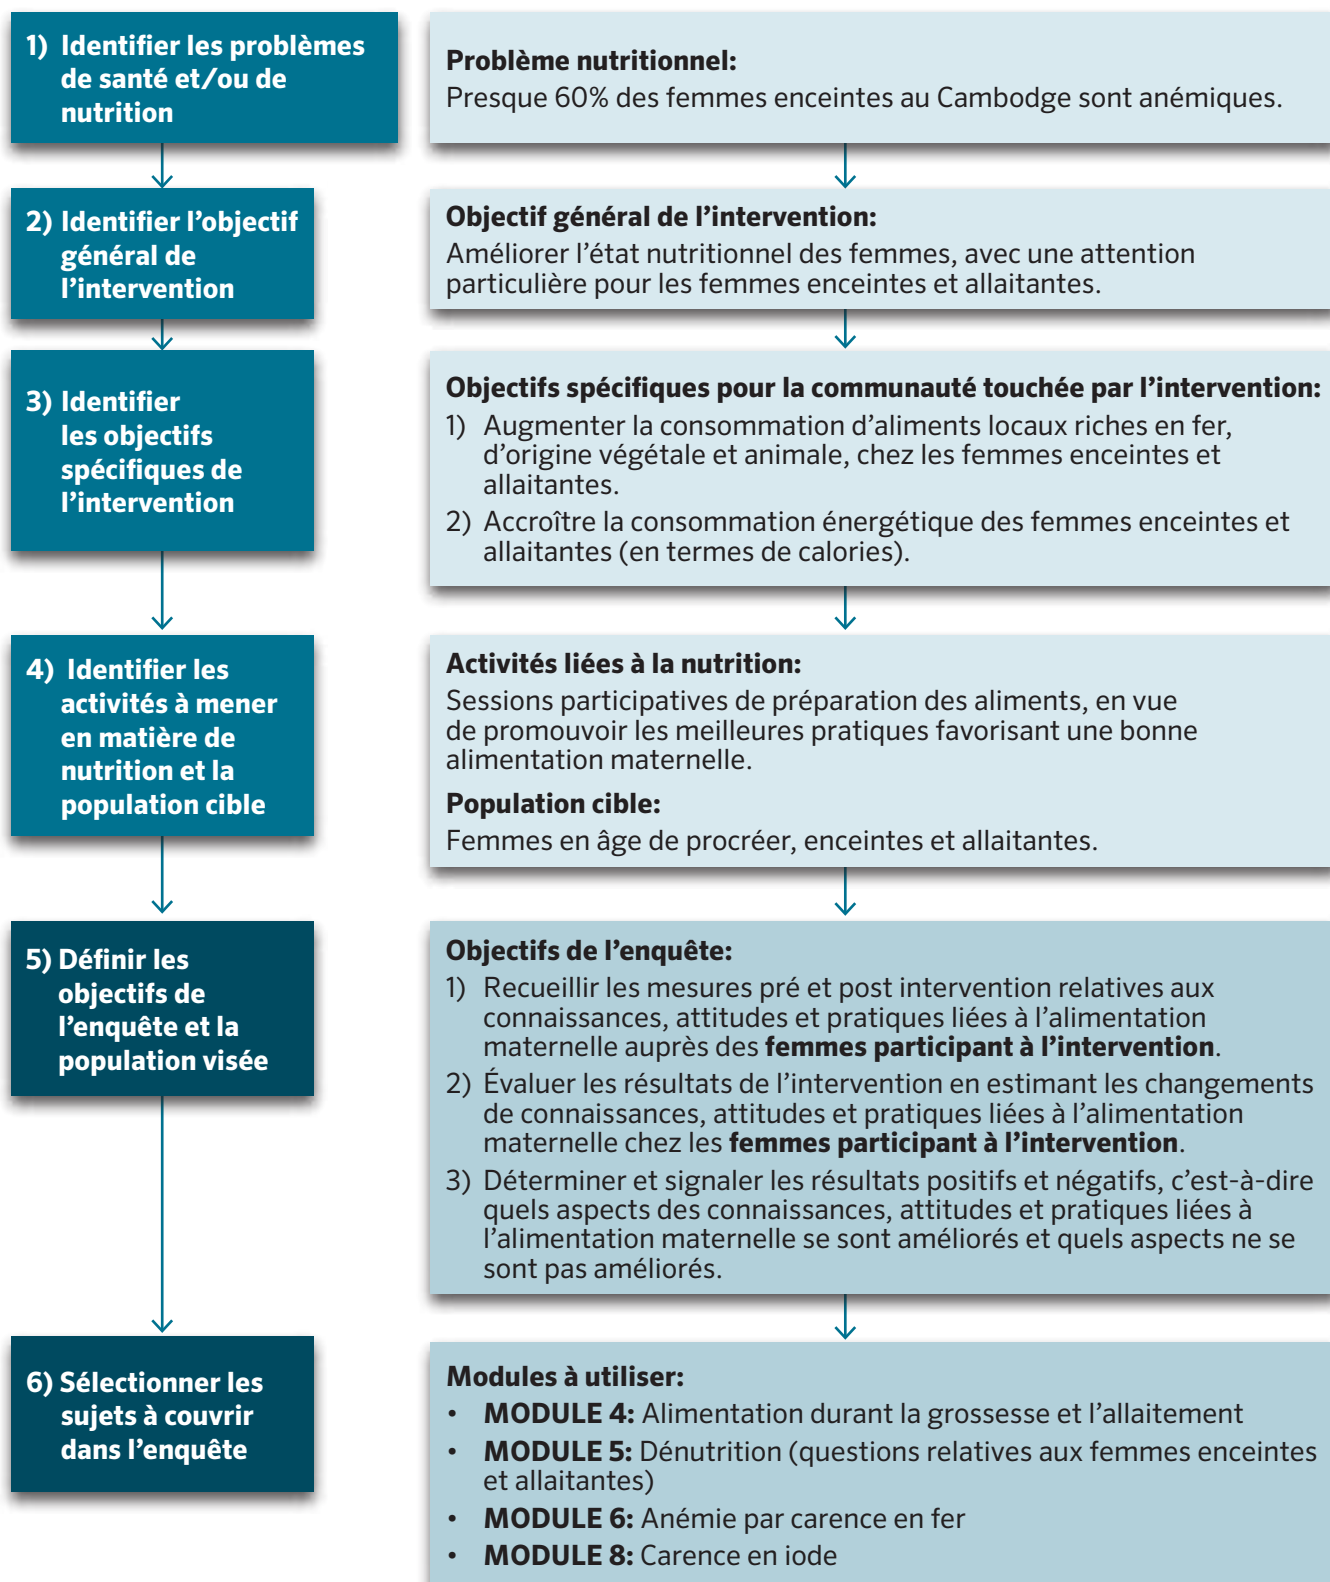 1) Identifier les problèmes
de santé et/ou de
nutrition
Problème nutritionnel:
Presque 60% des femmes enceintes au Cambodge sont anémiques.
2) Identifier l'objectif
général de
l'intervention
Objectif général de l'intervention:
Améliorer l'état nutritionnel des femmes, avec une attention
particulière pour les femmes enceintes et allaitantes.
3) Identifier
les objectifs
spécifiques de
l'intervention
Objectifs spécifiques pour la communauté touchée par l'intervention:
1) Augmenter la consommation d'aliments locaux riches en fer,
d'origine végétale et animale, chez les femmes enceintes et
allaitantes.
2) Accroître la consommation énergétique des femmes enceintes et
allaitantes (en termes de calories).
4) Identifier les
activités à mener
en matière de
nutrition et la
population cible
Activités liées à la nutrition:
Sessions participatives de préparation des aliments, en vue
de promouvoir les meilleures pratiques favorisant une bonne
alimentation maternelle.
Population cible:
Femmes en âge de procréer, enceintes et allaitantes.
5) Définir les
objectifs de
l'enquête et la
population visée
Objectifs de l'enquête:
1) Recueillir les mesures pré et post intervention relatives aux
connaissances, attitudes et pratiques liées à l'alimentation
maternelle auprès des femmes participant à l'intervention.
2) Évaluer les résultats de l'intervention en estimant les changements
de connaissances, attitudes et pratiques liées à l'alimentation
maternelle chez les femmes participant à l'intervention.
3) Déterminer et signaler les résultats positifs et négatifs, c'est-à-dire
quels aspects des connaissances, attitudes et pratiques liées à
l'alimentation maternelle se sont améliorés et quels aspects ne se
sont pas améliorés.
6) Sélectionner les
sujets à couvrir
dans l'enquête
Modules à utiliser:
• MODULE 4: Alimentation durant la grossesse et l'allaitement
• MODULE 5: Dénutrition (questions relatives aux femmes enceintes
et allaitantes)
• MODULE 6: Anémie par carence en fer
• MODULE 8: Carence en iode